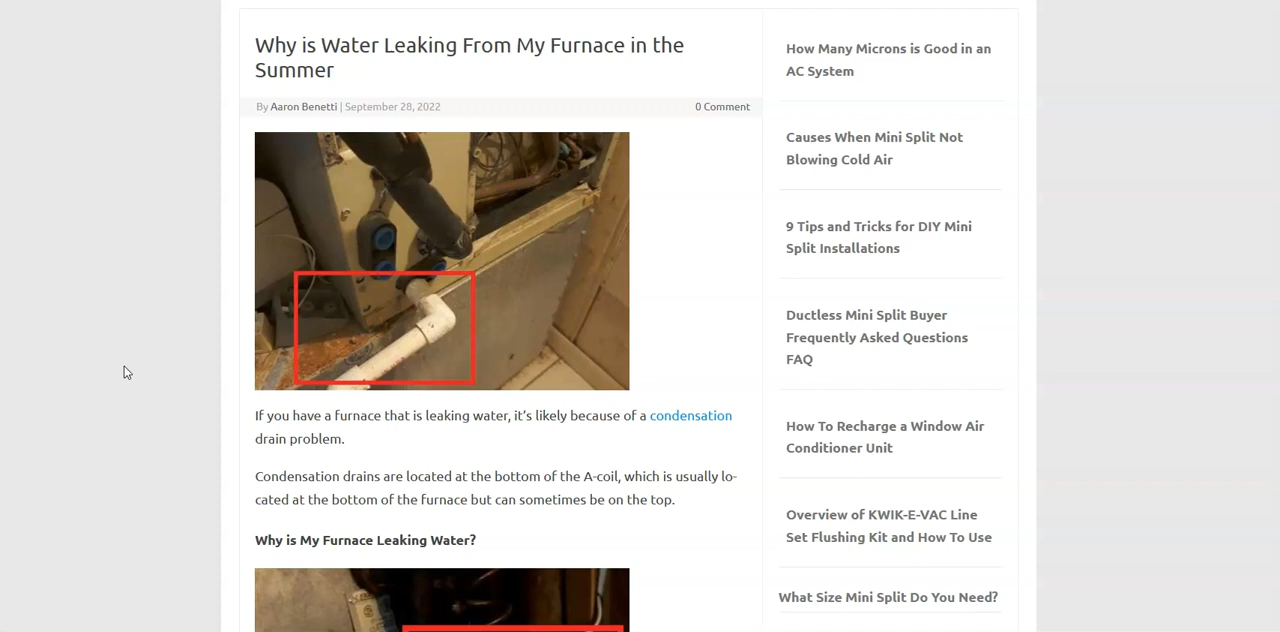 Why is Water Leaking From My Furnace in the
Summer
By Aaron Benetti | September 28, 2022
0 Comment
If you have a furnace that is leaking water, it’s likely because of a condensation
drain problem.
Condensation drains are located at the bottom of the A-coil, which is usually lo-
cated at the bottom of the furnace but can sometimes be on the top.
Why is My Furnace Leaking Water?
How Many Microns is Good in an
AC System
Causes When Mini Split Not
Blowing Cold Air
9 Tips and Tricks for DIY Mini
Split Installations
Ductless Mini Split Buyer
Frequently Asked Questions
FAQ
How To Recharge a Window Air
Conditioner Unit
Overview of KWIK-E-VAC Line
Set Flushing Kit and How To Use
What Size Mini Split Do You Need?